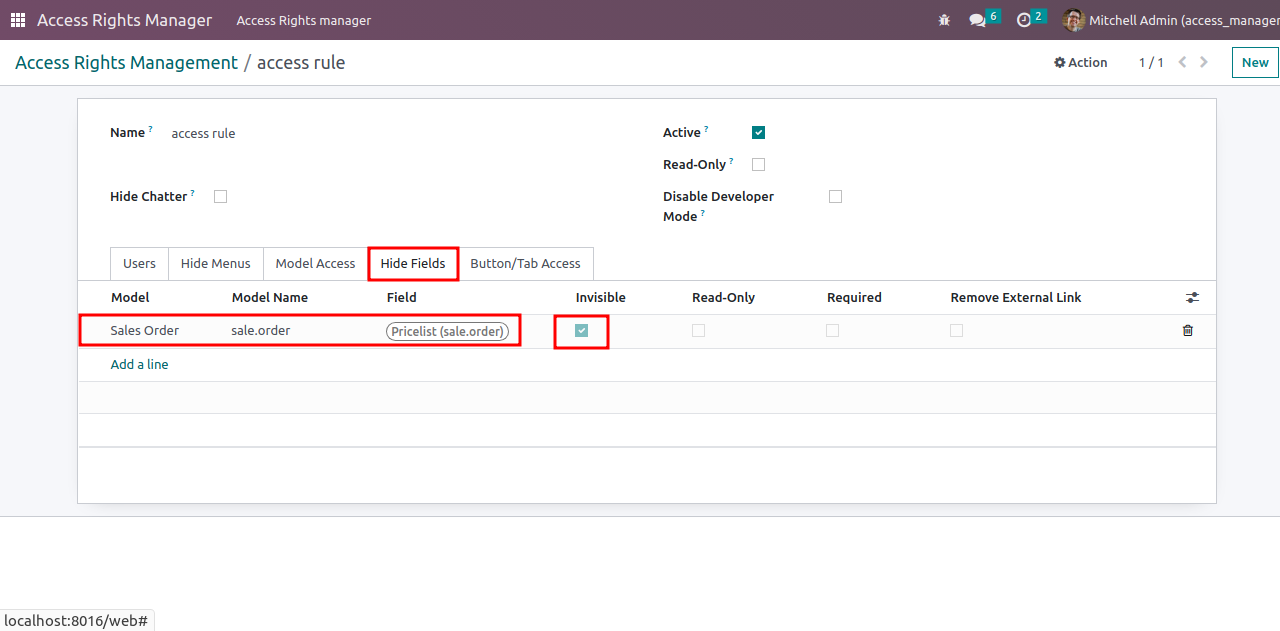 Access Rights Manager Access Rights manager 6 2 Mitchell Admin (access_manager
Access Rights Management / access rule Action 1 / 1 New
Name ? access rule Active ?
Read-Only ?
Hide Chatter ? Disable Developer Mode ?
Users Hide Menus Model Access Hide Fields Button/Tab Access
Model Model Name Field Invisible Read-Only Required Remove External Link
Sales Order sale.order Pricelist (sale.order)
Add a line
localhost:8016/web#